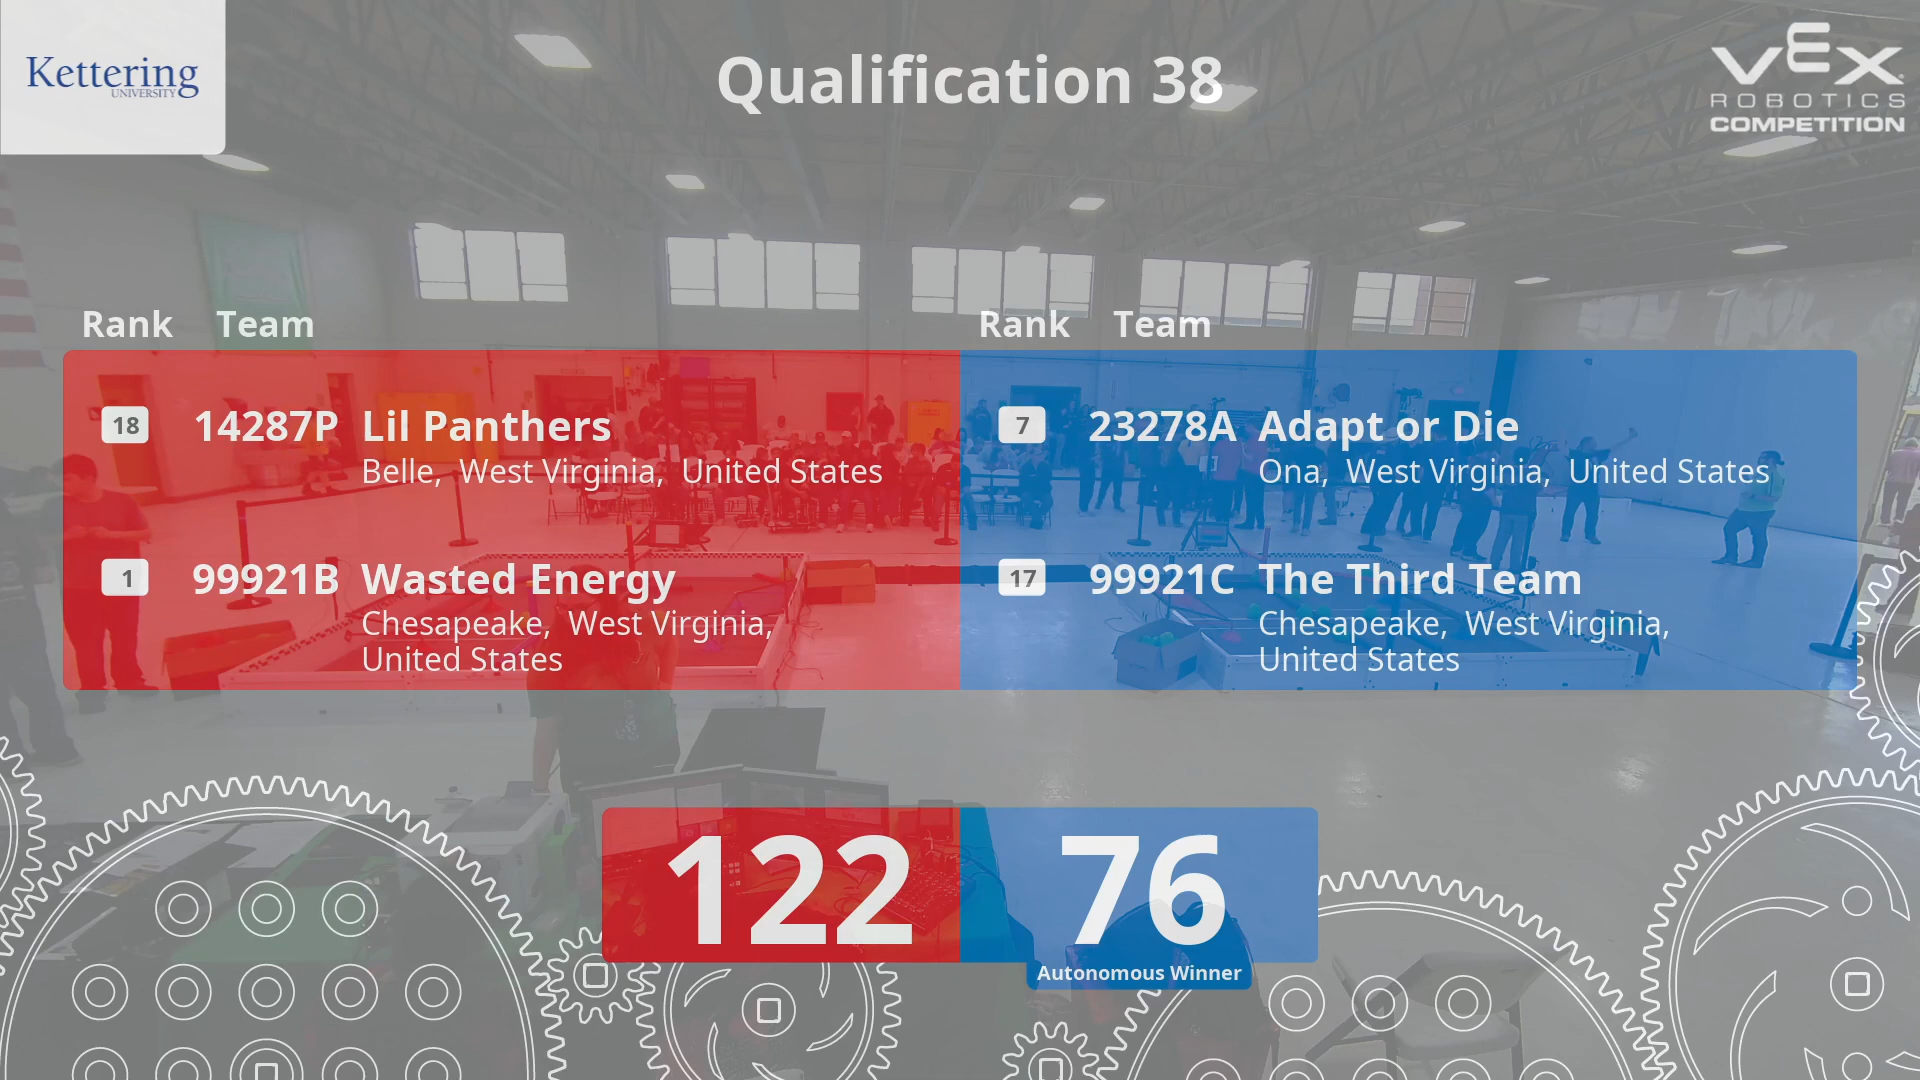 Kettering
UNIVERSITY
Qualification 38
VEX
ROBOTICS
COMPETITION
Rank Team
18 14287P Lil Panthers
Belle, West Virginia, United States
1 99921B Wasted Energy
Chesapeake, West Virginia,
United States
Rank Team
7 23278A Adapt or Die
Ona, West Virginia, United States
17 99921C The Third Team
Chesapeake, West Virginia,
United States
122 76
Autonomous Winner